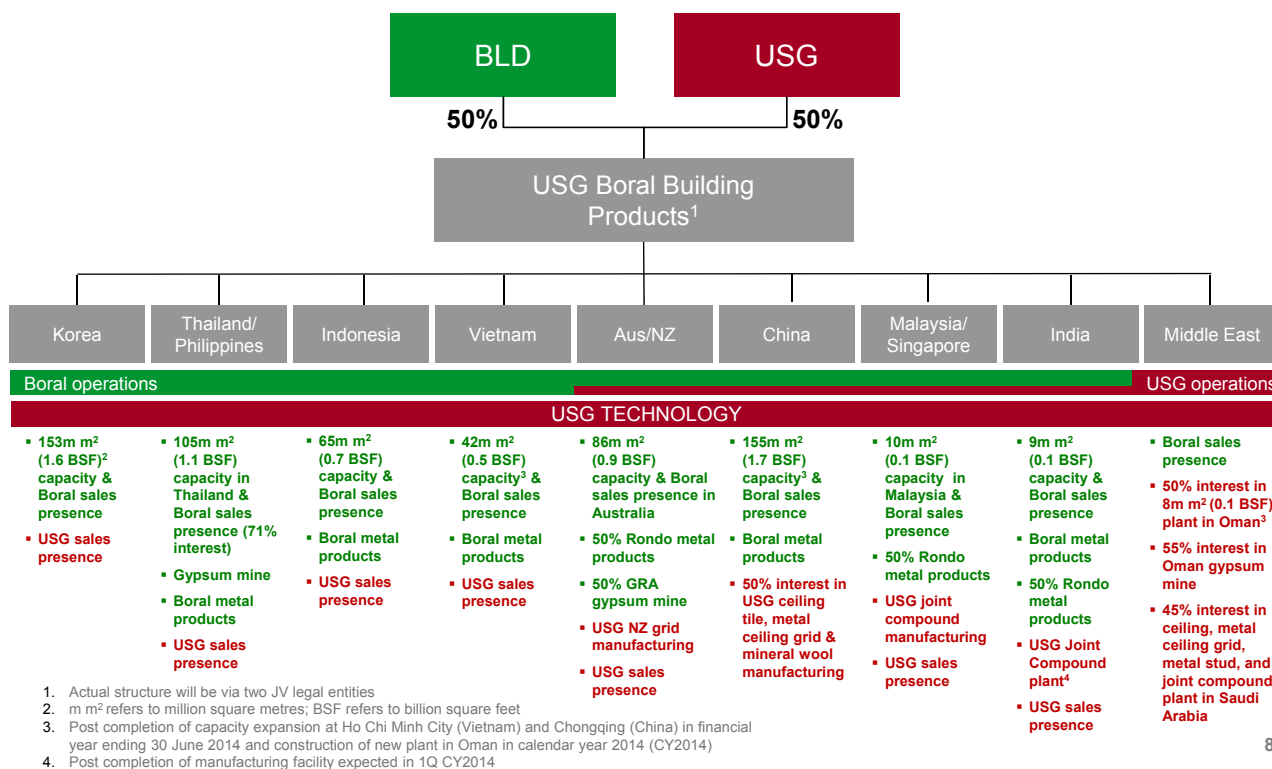 BLD
USG
50%
50%
USG Boral Building
Products1
Korea
Thailand/
Philippines
Indonesia
Vietnam
Aus/NZ
China
Malaysia/
Singapore
India
Middle East
Boral operations
USG operations
USG TECHNOLOGY
▪ 153m m2
(1.6 BSF)2
capacity &
Boral sales
presence
▪ USG sales
presence
▪ 105m m2
(1.1 BSF)
capacity in
Thailand &
Boral sales
presence (71%
interest)
▪ Gypsum mine
▪ Boral metal
products
▪ USG sales
presence
▪ 65m m2
(0.7 BSF)
capacity &
Boral sales
presence
▪ Boral metal
products
▪ USG sales
presence
▪ 42m m2
(0.5 BSF)
capacity3 &
Boral sales
presence
▪ Boral metal
products
▪ USG sales
presence
▪ 86m m2
(0.9 BSF)
capacity & Boral
sales presence in
Australia
▪ 50% Rondo metal
products
▪ 50% GRA
gypsum mine
▪ USG NZ grid
manufacturing
▪ USG sales
presence
▪ 155m m2
(1.7 BSF)
capacity3 &
Boral sales
presence
▪ Boral metal
products
▪ 50% interest in
USG ceiling
tile, metal
ceiling grid &
mineral wool
manufacturing
▪ 10m m2
(0.1 BSF)
capacity in
Malaysia &
Boral sales
presence
▪ 50% Rondo
metal products
▪ USG joint
compound
manufacturing
▪ USG sales
presence
▪ 9m m2
(0.1 BSF)
capacity &
Boral sales
presence
▪ Boral metal
products
▪ 50% Rondo
metal
products
▪ USG Joint
Compound
plant4
▪ USG sales
presence
▪ Boral sales
presence
▪ 50% interest in
8m m2 (0.1 BSF)
plant in Oman3
▪ 55% interest in
Oman gypsum
mine
▪ 45% interest in
ceiling, metal
ceiling grid,
metal stud, and
joint compound
plant in Saudi
Arabia
1. Actual structure will be via two JV legal entities
2. m m2 refers to million square metres; BSF refers to billion square feet
3. Post completion of capacity expansion at Ho Chi Minh City (Vietnam) and Chongqing (China) in financial
year ending 30 June 2014 and construction of new plant in Oman in calendar year 2014 (CY2014)
4. Post completion of manufacturing facility expected in 1Q CY2014
8